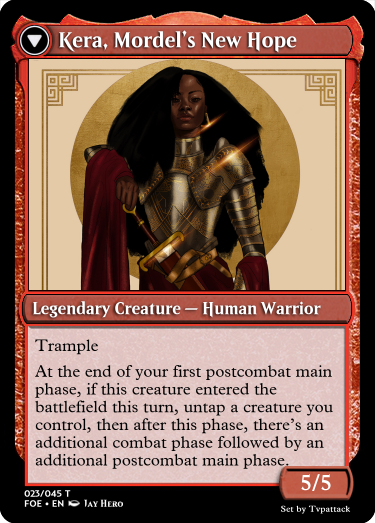 Kera, Mordel's New Hope
Legendary Creature — Human Warrior
Trample
At the end of your first postcombat main
phase, if this creature entered the
battlefield this turn, untap a creature you
control, then after this phase, there's an
additional combat phase followed by an
additional postcombat main phase.
5/5
023/045 T
FOE • EN Jay Hero
Set by Tvpattack